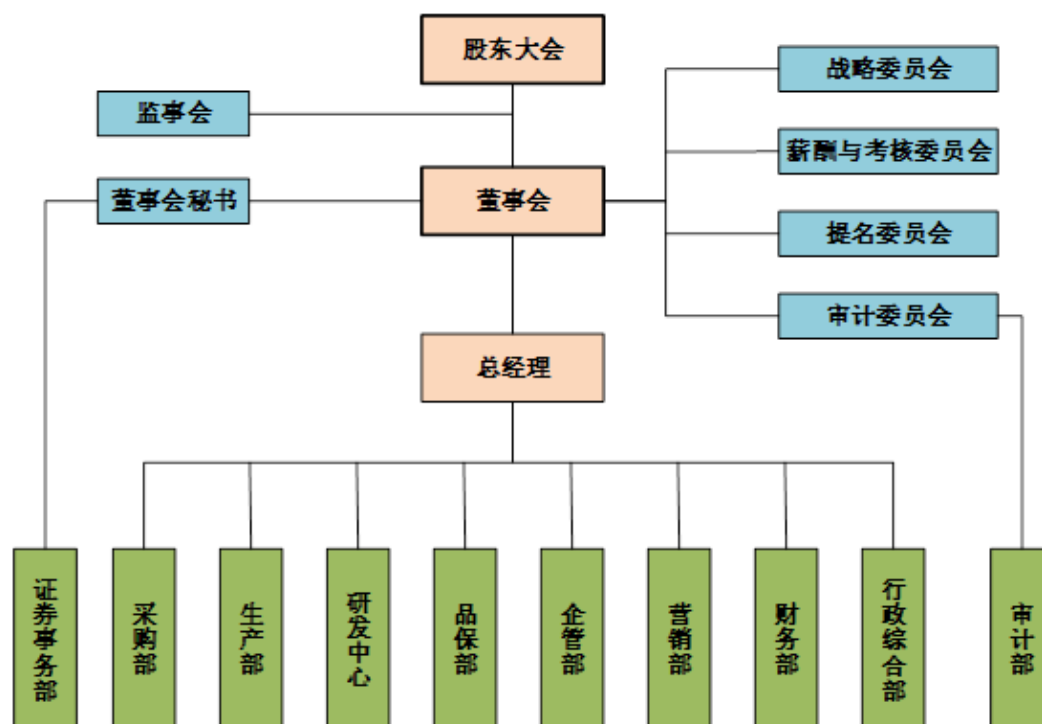 股东大会
战略委员会
监事会
薪酬与考核委员会
董事会秘书
董事会
提名委员会
审计委员会
总经理
证券事务部
采购部
生产部
研发中心
品保部
企管部
营销部
财务部
行政综合部
审计部